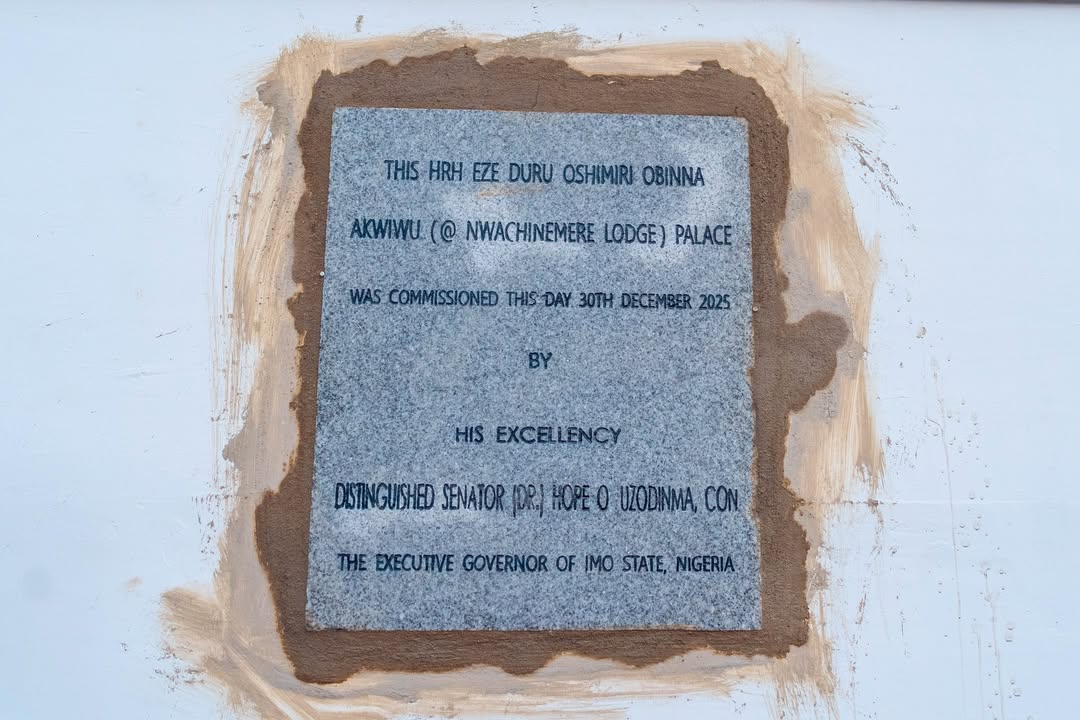 THIS HRH EZE DURU OSHIMIRI OBINNA
AKWIWU (@ NWACHINEMERE LODGE) PALACE
WAS COMMISSIONED THIS DAY 30TH DECEMBER 2025
BY
HIS EXCELLENCY
DISTINGUISHED SENATOR (DR.) HOPE O UZODINMA, CON
THE EXECUTIVE GOVERNOR OF IMO STATE, NIGERIA